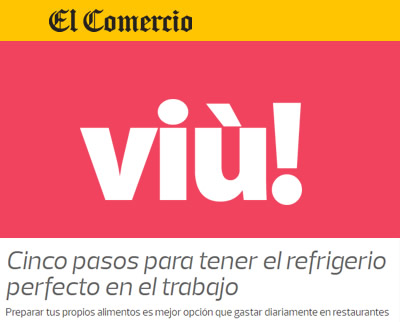 El Comercio
viù!
Cinco pasos para tener el refrigerio
perfecto en el trabajo
Preparar tus propios alimentos es mejor opción que gastar diariamente en restaurantes